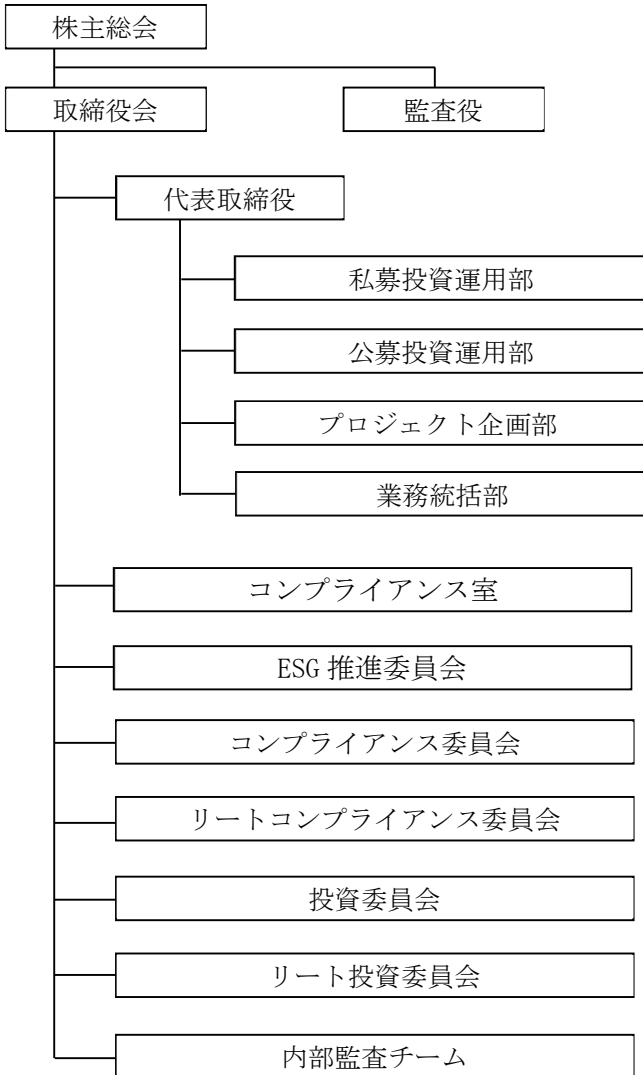 株主総会
取締役会
監査役
代表取締役
私募投資運用部
公募投資運用部
プロジェクト企画部
業務統括部
コンプライアンス室
ESG 推進委員会
コンプライアンス委員会
リートコンプライアンス委員会
投資委員会
リート投資委員会
内部監査チーム